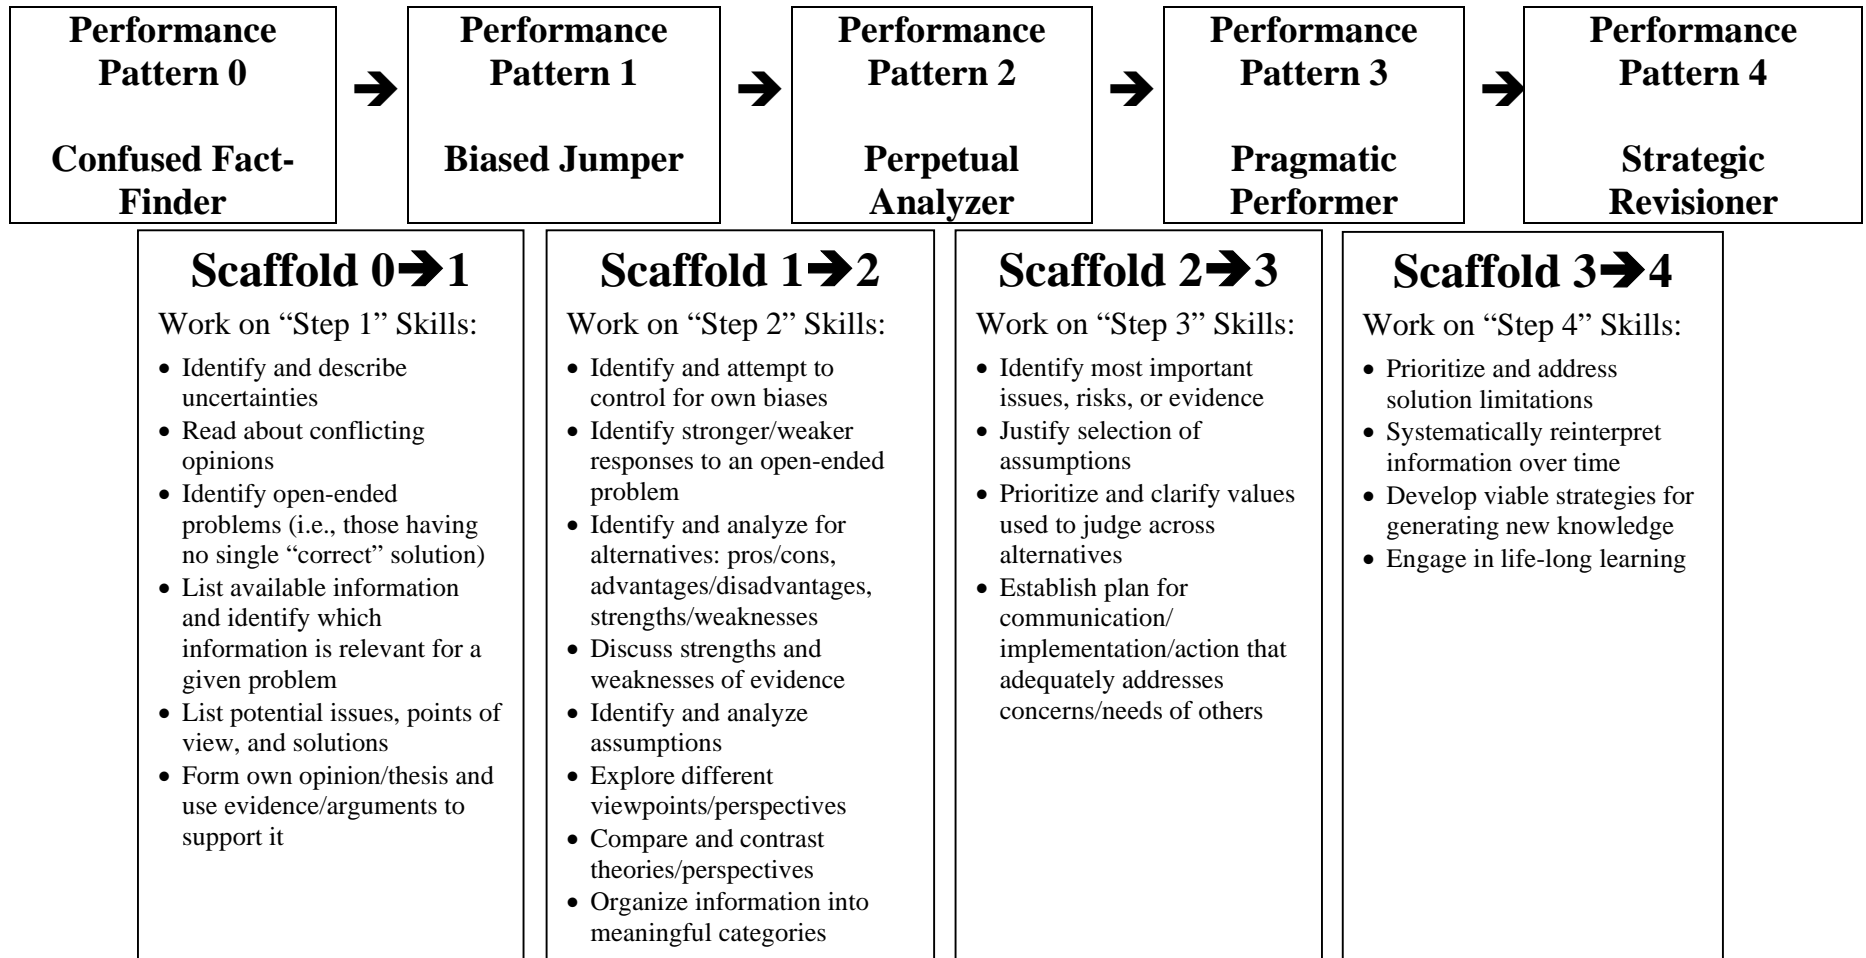 Performance
Pattern 0
Confused Fact-
Finder
➔
Performance
Pattern 1
Biased Jumper
➔
Performance
Pattern 2
Perpetual
Analyzer
➔
Performance
Pattern 3
Pragmatic
Performer
➔
Performance
Pattern 4
Strategic
Revisioner
Scaffold 0➔1
Work on “Step 1” Skills:
• Identify and describe
uncertainties
• Read about conflicting
opinions
• Identify open-ended
problems (i.e., those having
no single “correct” solution)
• List available information
and identify which
information is relevant for a
given problem
• List potential issues, points of
view, and solutions
• Form own opinion/thesis and
use evidence/arguments to
support it
Scaffold 1➔2
Work on “Step 2” Skills:
• Identify and attempt to
control for own biases
• Identify stronger/weaker
responses to an open-ended
problem
• Identify and analyze for
alternatives: pros/cons,
advantages/disadvantages,
strengths/weaknesses
• Discuss strengths and
weaknesses of evidence
• Identify and analyze
assumptions
• Explore different
viewpoints/perspectives
• Compare and contrast
theories/perspectives
• Organize information into
meaningful categories
Scaffold 2➔3
Work on “Step 3” Skills:
• Identify most important
issues, risks, or evidence
• Justify selection of
assumptions
• Prioritize and clarify values
used to judge across
alternatives
• Establish plan for
communication/
implementation/action that
adequately addresses
concerns/needs of others
Scaffold 3➔4
Work on “Step 4” Skills:
• Prioritize and address
solution limitations
• Systematically reinterpret
information over time
• Develop viable strategies for
generating new knowledge
• Engage in life-long learning